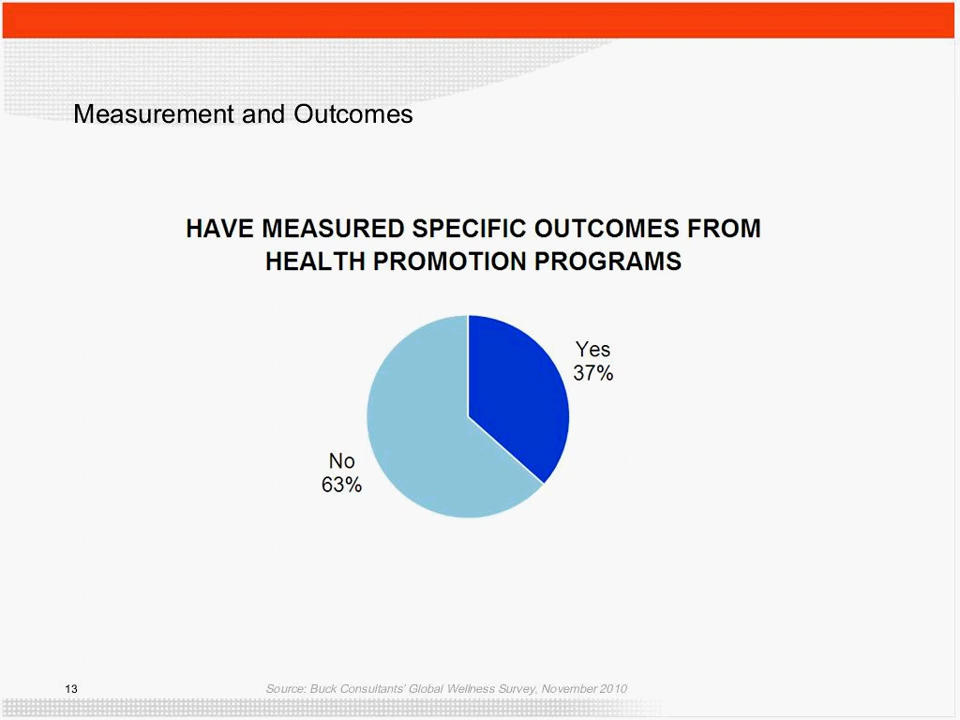 Measurement and Outcomes
HAVE MEASURED SPECIFIC OUTCOMES FROM
HEALTH PROMOTION PROGRAMS
Yes
37%
No
63%
13
Source: Buck Consultants' Global Wellness Survey, November 2010